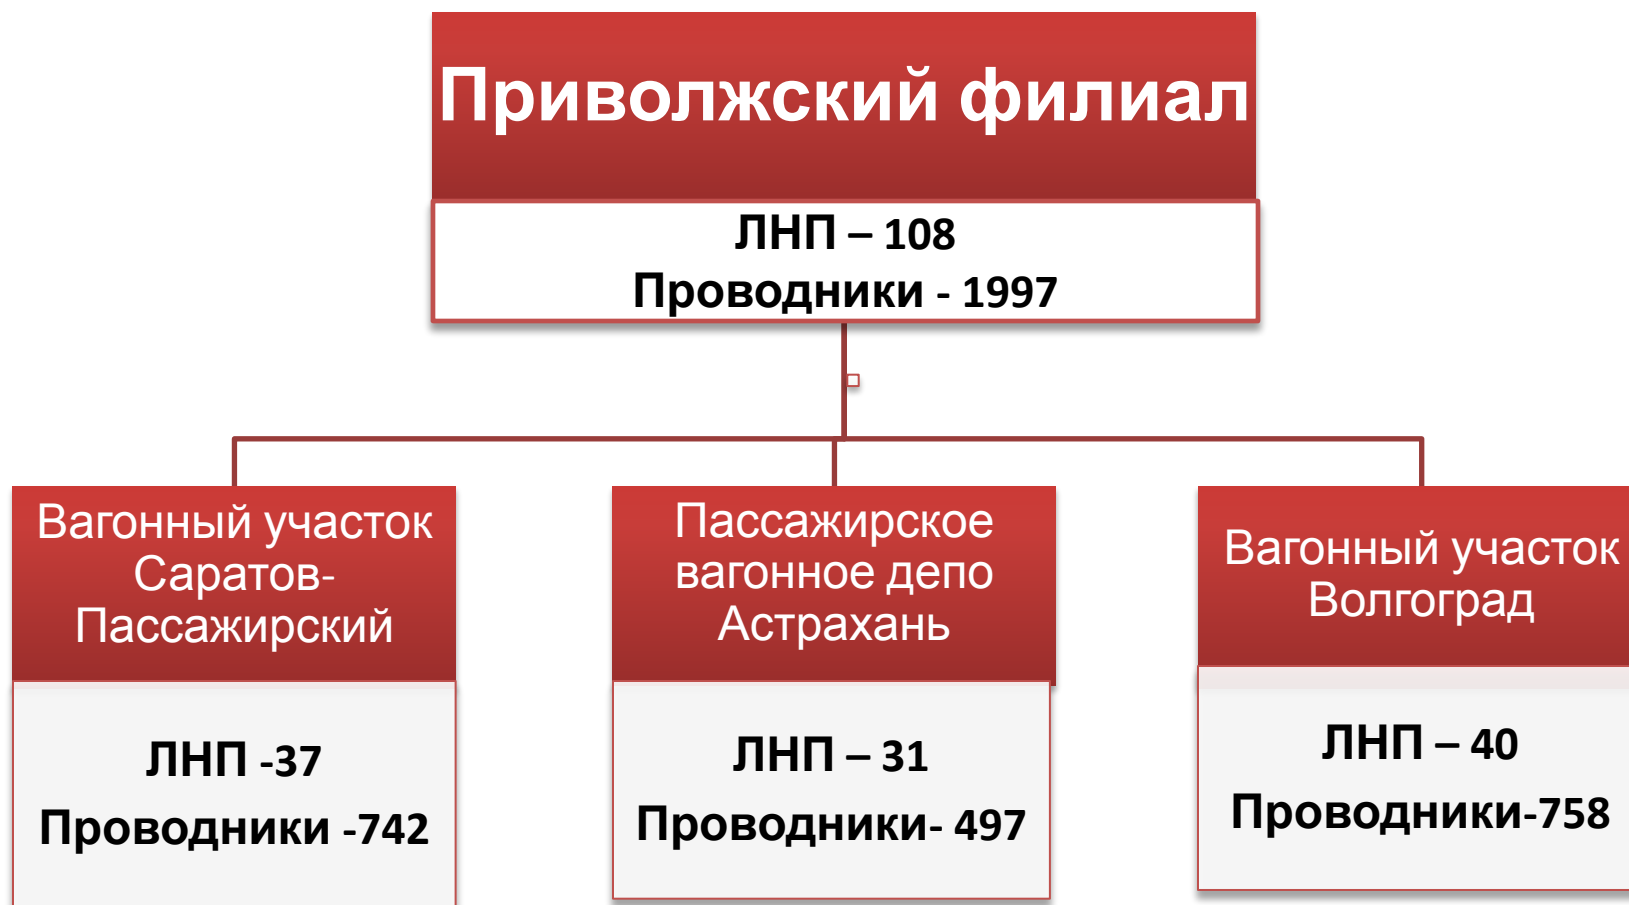 Приволжский филиал
ЛНП – 108
Проводники - 1997
Вагонный участок
Саратов-
Пассажирский
ЛНП -37
Проводники -742
Пассажирское
вагонное депо
Астрахань
ЛНП – 31
Проводники- 497
Вагонный участок
Волгоград
ЛНП – 40
Проводники-758